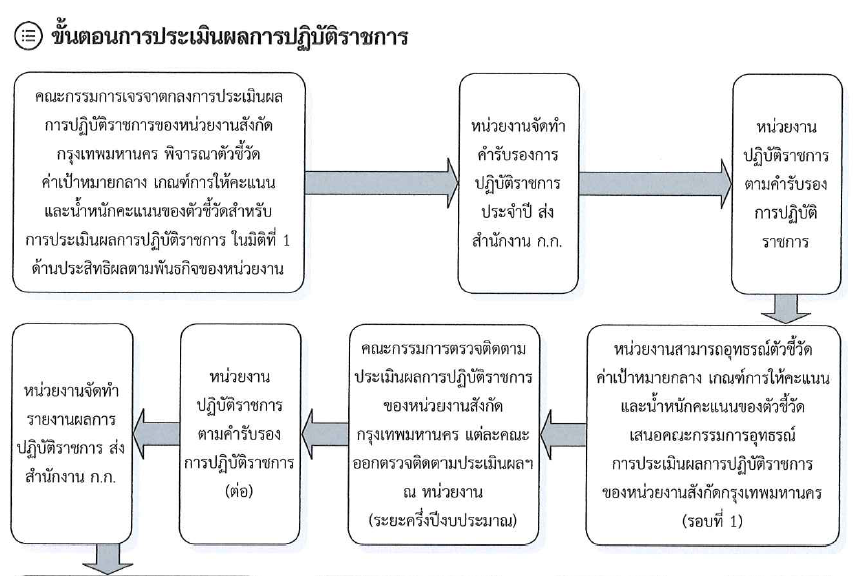 ขั้นตอนการประเมินผลการปฏิบัติราชการ
คณะกรรมการเจรจาตกลงการประเมินผล
การปฏิบัติราชการของหน่วยงานสังกัด
กรุงเทพมหานคร พิจารณาตัวชี้วัด
ค่าเป้าหมายกลาง เกณฑ์การให้คะแนน
และน้ำหนักคะแนนของตัวชี้วัดสำหรับ
การประเมินผลการปฏิบัติราชการ ในมิติที่ 1
ด้านประสิทธิผลตามพันธกิจของหน่วยงาน
หน่วยงานจัดทำ
คำรับรองการ
ปฏิบัติราชการ
ประจำปี ส่ง
สำนักงาน ก.ก.
หน่วยงาน
ปฏิบัติราชการ
ตามคำรับรอง
การปฏิบัติ
ราชการ
หน่วยงานสามารถอุทธรณ์ตัวชี้วัด
ค่าเป้าหมายกลาง เกณฑ์การให้คะแนน
และน้ำหนักคะแนนของตัวชี้วัด
เสนอคณะกรรมการอุทธรณ์
การประเมินผลการปฏิบัติราชการ
ของหน่วยงานสังกัดกรุงเทพมหานคร
(รอบที่ 1)
คณะกรรมการตรวจติดตาม
ประเมินผลการปฏิบัติราชการ
ของหน่วยงานสังกัด
กรุงเทพมหานคร แต่ละคณะ
ออกตรวจติดตามประเมินผลฯ
ณ หน่วยงาน
(ระยะครึ่งปีงบประมาณ)
หน่วยงาน
ปฏิบัติราชการ
ตามคำรับรอง
การปฏิบัติราชการ
(ต่อ)
หน่วยงานจัดทำ
รายงานผลการ
ปฏิบัติราชการ ส่ง
สำนักงาน ก.ก.